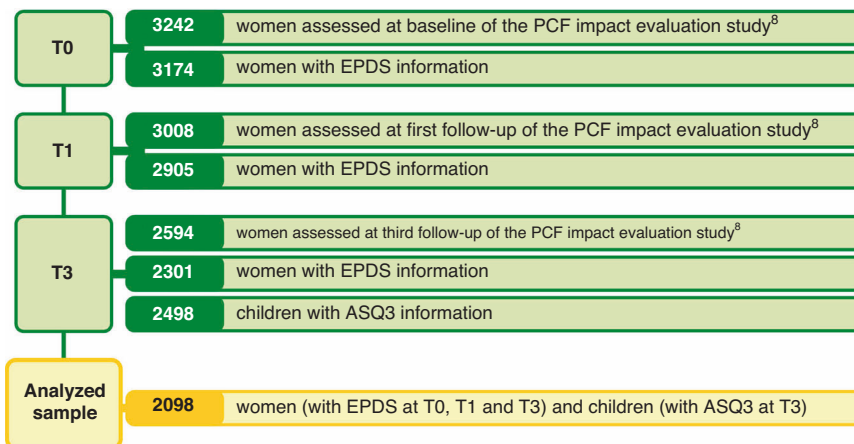 T0
3242 women assessed at baseline of the PCF impact evaluation study8
3174 women with EPDS information
T1
3008 women assessed at first follow-up of the PCF impact evaluation study8
2905 women with EPDS information
T3
2594 women assessed at third follow-up of the PCF impact evaluation study8
2301 women with EPDS information
2498 children with ASQ3 information
Analyzed
sample
2098 women (with EPDS at T0, T1 and T3) and children (with ASQ3 at T3)